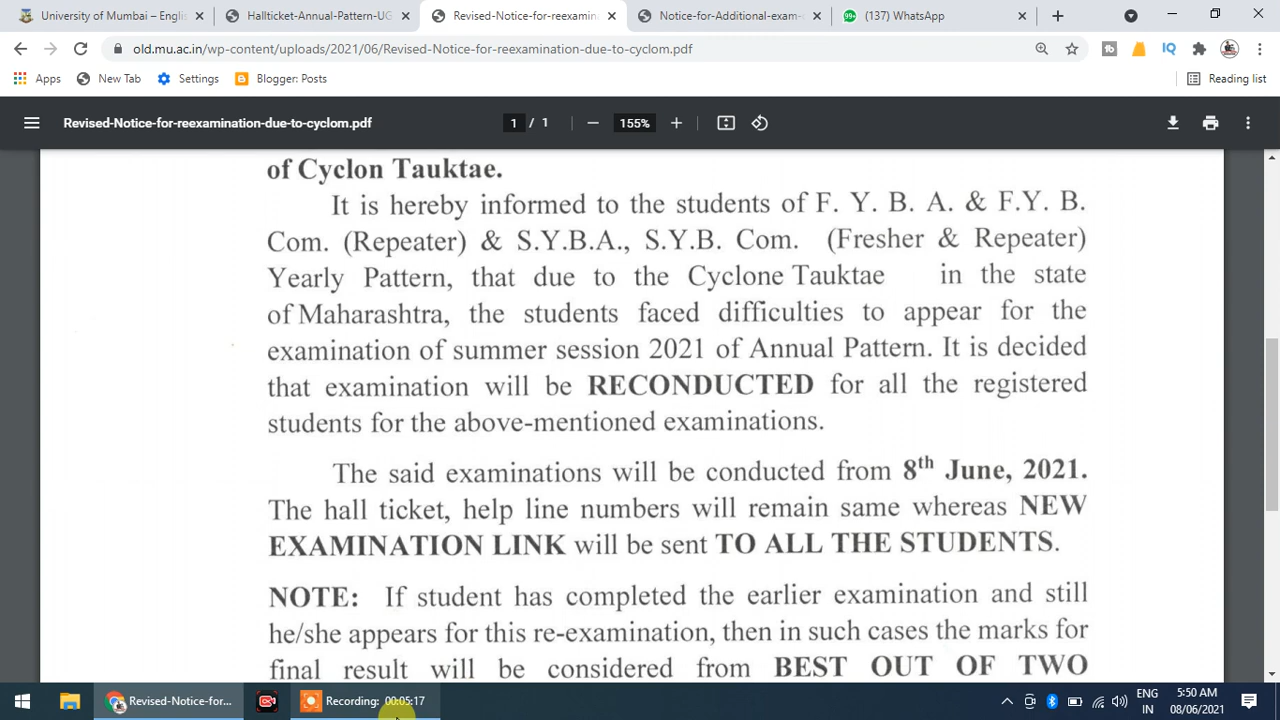 University of Mumbai – Englis
Hallticket-Annual-Pattern-UG
Revised-Notice-for-reexamina
Notice-for-Additional-exam-
99+ (137) WhatsApp
old.mu.ac.in/wp-content/uploads/2021/06/Revised-Notice-for-reexamination-due-to-cyclom.pdf
Apps New Tab Settings Blogger: Posts Reading list
Revised-Notice-for-reexamination-due-to-cyclom.pdf 1 / 1 155%
of Cyclon Tauktae.
It is hereby informed to the students of F. Y. B. A. & F.Y. B.
Com. (Repeater) & S.Y.B.A., S.Y.B. Com. (Fresher & Repeater)
Yearly Pattern, that due to the Cyclone Tauktae in the state
of Maharashtra, the students faced difficulties to appear for the
examination of summer session 2021 of Annual Pattern. It is decided
that examination will be RECONDUCTED for all the registered
students for the above-mentioned examinations.
The said examinations will be conducted from 8th June, 2021.
The hall ticket, help line numbers will remain same whereas NEW
EXAMINATION LINK will be sent TO ALL THE STUDENTS.
NOTE: If student has completed the earlier examination and still
he/she appears for this re-examination, then in such cases the marks for
final result will be considered from BEST OUT OF TWO
Revised-Notice-for-... Recording: 00:05:17
ENG 5:50 AM
IN 08/06/2021